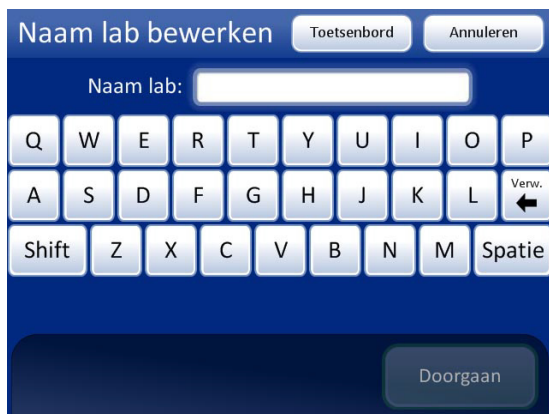 Naam lab bewerken Toetsenbord Annuleren
Naam lab:
Q W E R T Y U I O P
A S D F G H J K L Verw.
Shift Z X C V B N M Spatie
Doorgaan